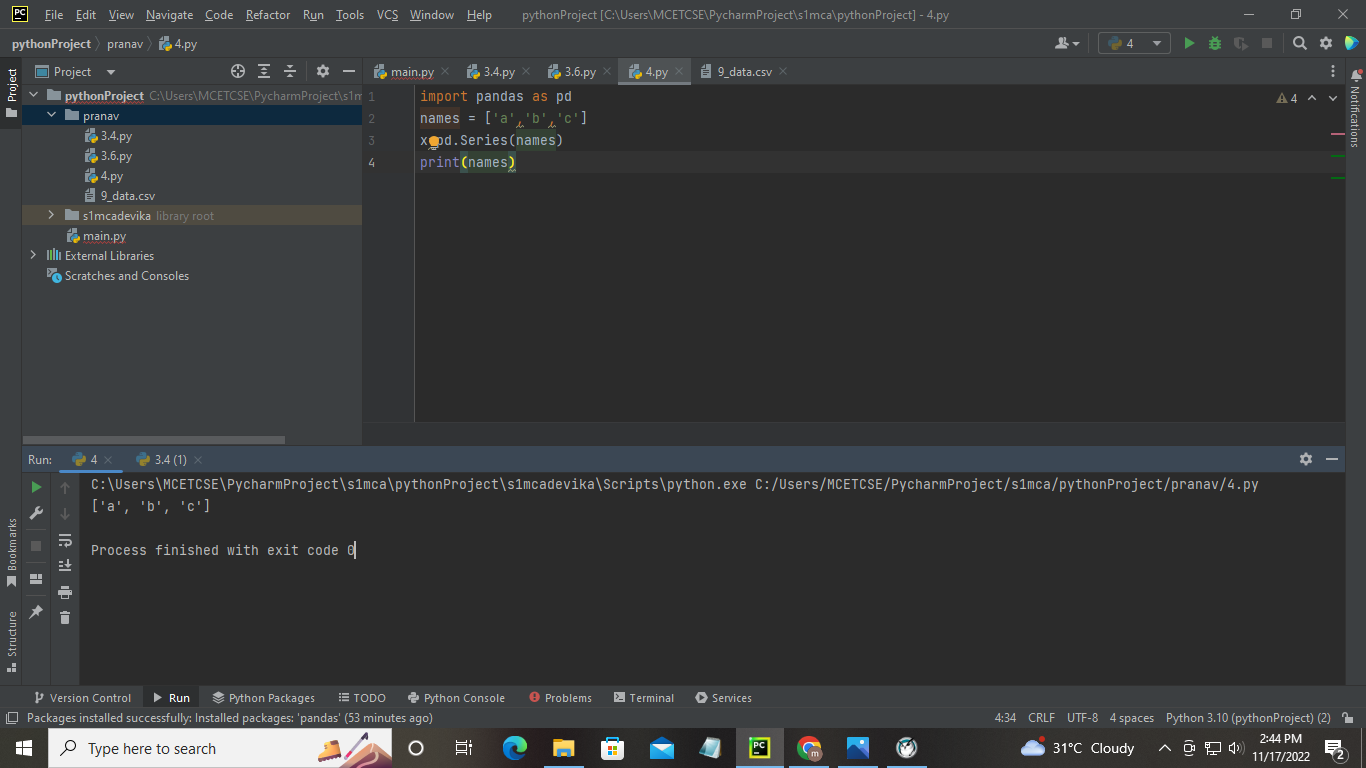 PC File Edit View Navigate Code Refactor Run Tools VCS Window Help pythonProject [C:\Users\MCETCSE\PycharmProject\s1mca\pythonProject] - 4.py
pythonProject pranav 4.py 4
Project Project main.py 3.4.py 3.6.py 4.py 9_data.csv
pythonProject C:\Users\MCETCSE\PycharmProject\s1m
pranav
3.4.py
3.6.py
4.py
9_data.csv
s1mcadevika library root
main.py
External Libraries
Scratches and Consoles
1 import pandas as pd
2 names = ['a','b','c']
3 x pd.Series(names)
4 print(names)
4
Notifications
Run: 4 3.4 (1)
C:\Users\MCETCSE\PycharmProject\s1mca\pythonProject\s1mcadevika\Scripts\python.exe C:/Users/MCETCSE/PycharmProject/s1mca/pythonProject/pranav/4.py
['a', 'b', 'c']
Process finished with exit code 0
Bookmarks
Structure
Version Control Run Python Packages TODO Python Console Problems Terminal Services
Packages installed successfully: Installed packages: 'pandas' (53 minutes ago) 4:34 CRLF UTF-8 4 spaces Python 3.10 (pythonProject) (2)
Type here to search PC m 31°C Cloudy 2:44 PM
11/17/2022 2